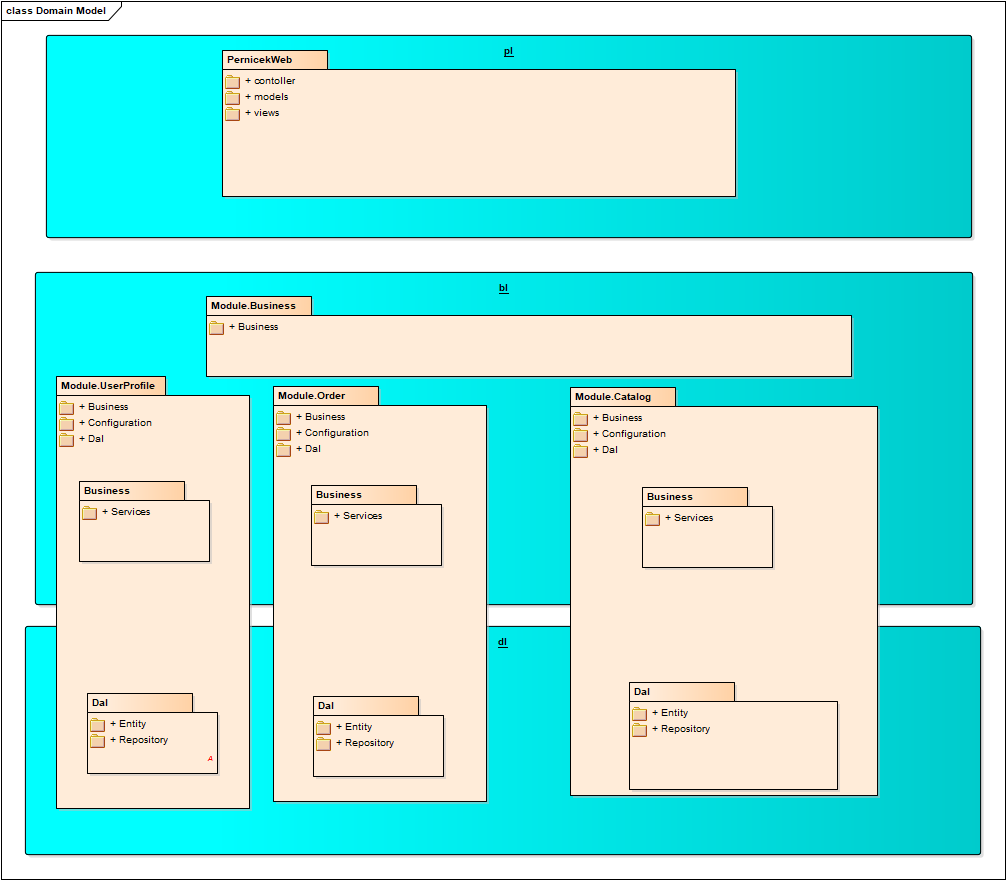 class Domain Model
pl
PernicekWeb
+ contoller
+ models
+ views
bl
Module.Business
+ Business
Module.UserProfile
+ Business
+ Configuration
+ Dal
Business
+ Services
Dal
+ Entity
+ Repository
A
Module.Order
+ Business
+ Configuration
+ Dal
Business
+ Services
Dal
+ Entity
+ Repository
Module.Catalog
+ Business
+ Configuration
+ Dal
Business
+ Services
Dal
+ Entity
+ Repository
dl